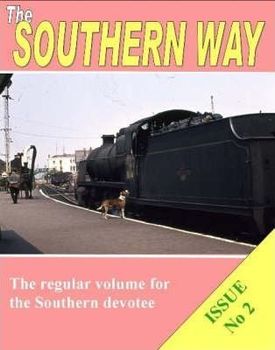 The
SOUTHERN WAY
The regular volume for
the Southern devotee
ISSUE
No 2